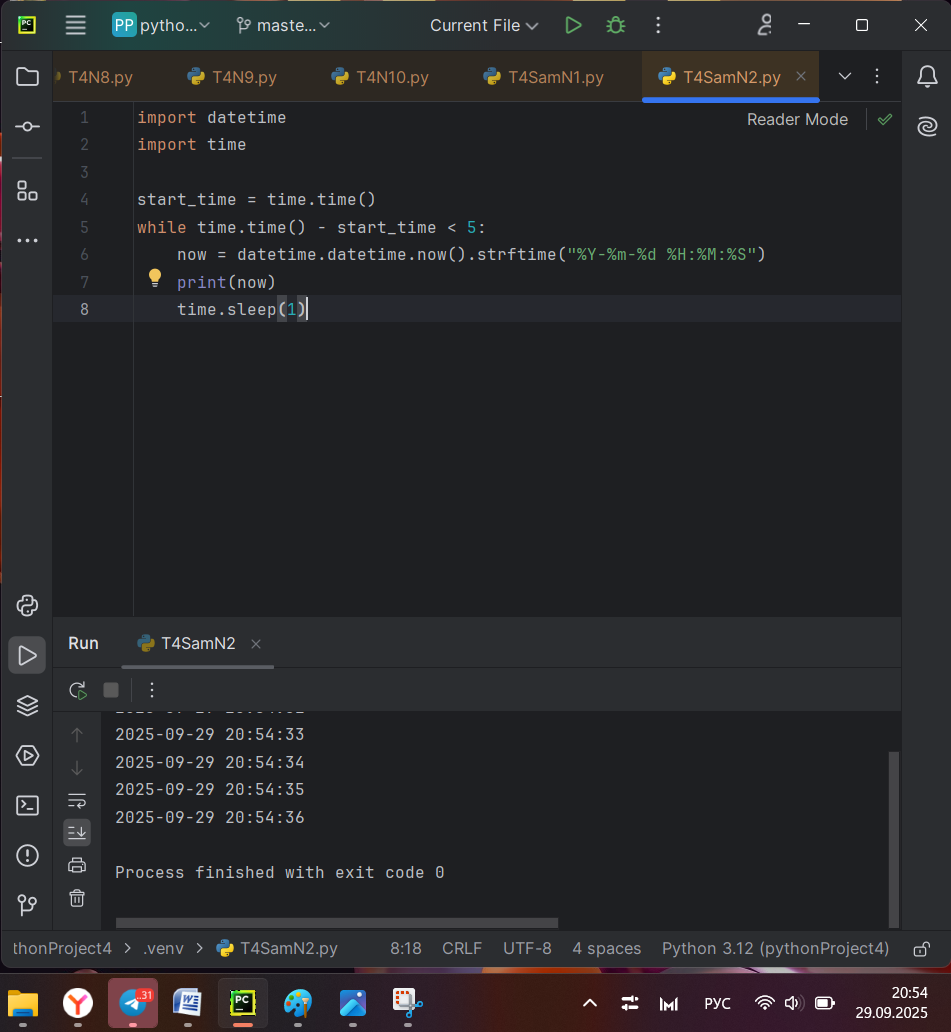 PC
PP pythо... maste... Current File
T4N8.py T4N9.py T4N10.py T4SamN1.py T4SamN2.py
Reader Mode
1 import datetime
2 import time
3
4 start_time = time.time()
5 while time.time() - start_time < 5:
6 now = datetime.datetime.now().strftime("%Y-%m-%d %H:%M:%S")
7 print(now)
8 time.sleep(1)
Run T4SamN2
2025-09-29 20:54:33
2025-09-29 20:54:34
2025-09-29 20:54:35
2025-09-29 20:54:36
Process finished with exit code 0
thonProject4 > .venv > T4SamN2.py 8:18 CRLF UTF-8 4 spaces Python 3.12 (pythonProject4)
31 PC РУС 20:54
29.09.2025